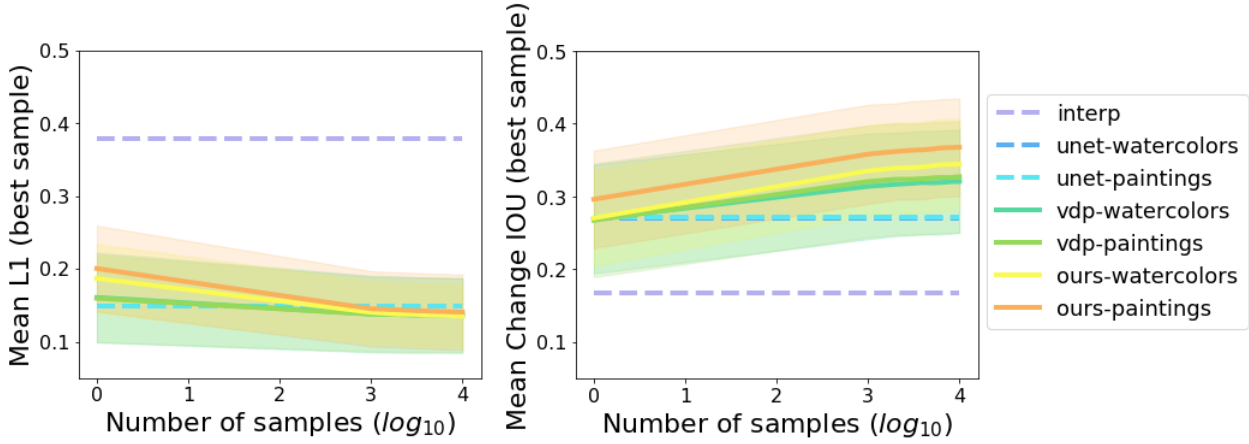 Mean L1 (best sample)
0.5
0.4
0.3
0.2
0.1
0 1 2 3 4
Number of samples (log₁₀)
Mean Change IOU (best sample)
0.5
0.4
0.3
0.2
0.1
0 1 2 3 4
Number of samples (log₁₀)
interp
unet-watercolors
unet-paintings
vdp-watercolors
vdp-paintings
ours-watercolors
ours-paintings